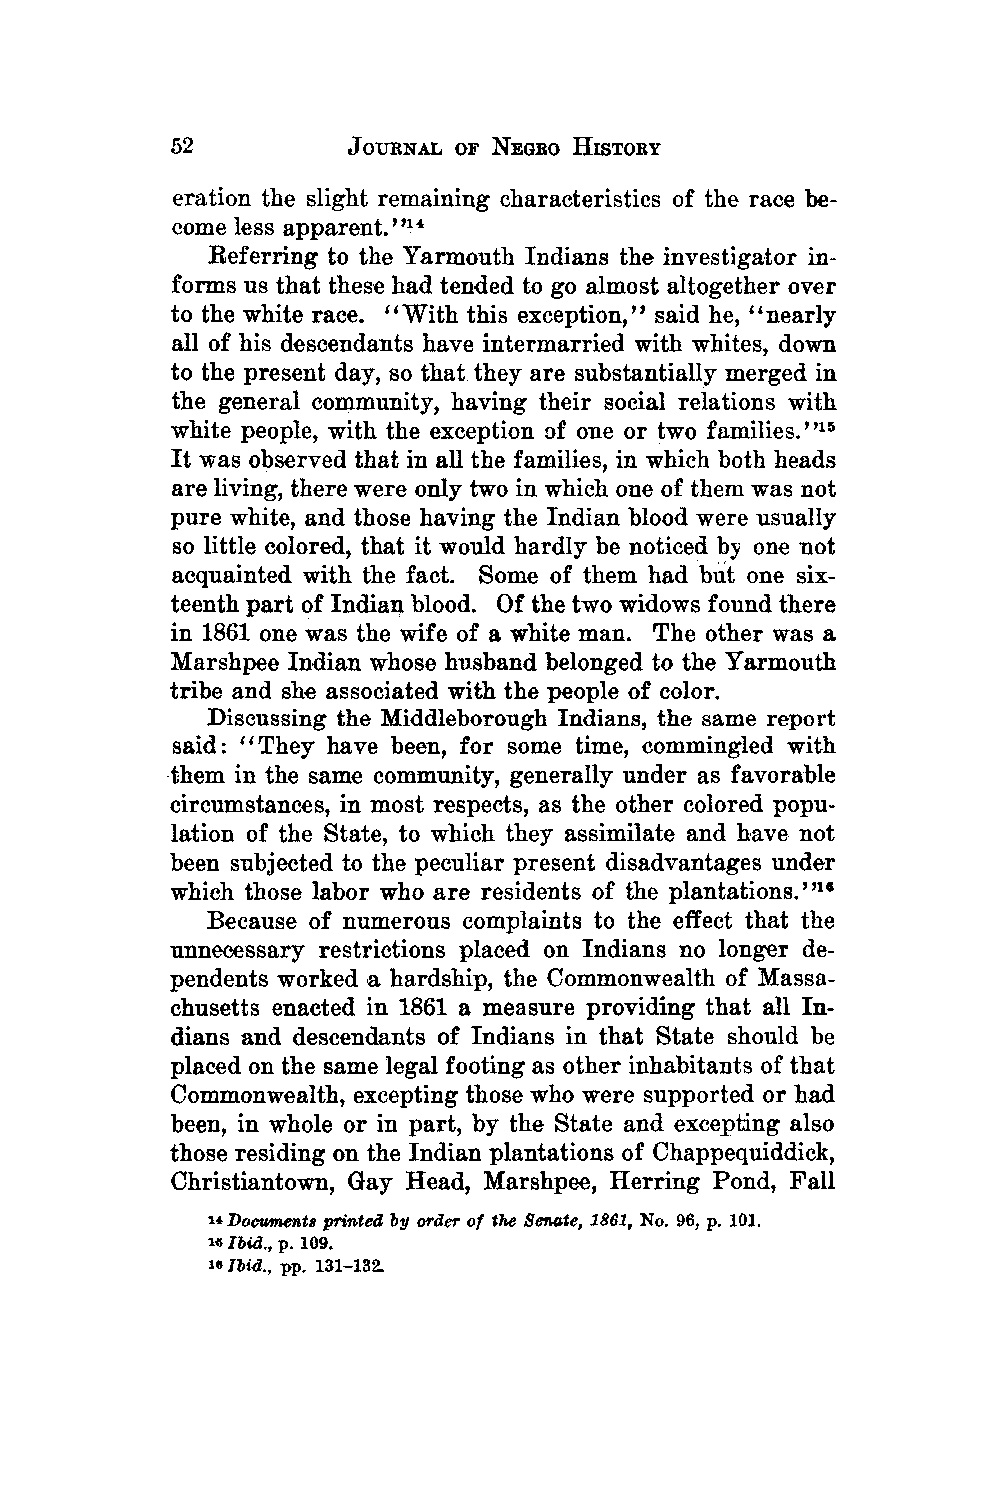 52 JOURNAL OF NEGRO HISTORY
eration the slight remaining characteristics of the race be-
come less apparent.''14
Referring to the Yarmouth Indians the investigator in-
forms us that these had tended to go almost altogether over
to the white race. ‘‘With this exception,’’ said he, ‘‘nearly
all of his descendants have intermarried with whites, down
to the present day, so that they are substantially merged in
the general community, having their social relations with
white people, with the exception of one or two families.’’15
It was observed that in all the families, in which both heads
are living, there were only two in which one of them was not
pure white, and those having the Indian blood were usually
so little colored, that it would hardly be noticed by one not
acquainted with the fact. Some of them had but one six-
teenth part of Indian blood. Of the two widows found there
in 1861 one was the wife of a white man. The other was a
Marshpee Indian whose husband belonged to the Yarmouth
tribe and she associated with the people of color.
Discussing the Middleborough Indians, the same report
said: ‘‘They have been, for some time, commingled with
them in the same community, generally under as favorable
circumstances, in most respects, as the other colored popu-
lation of the State, to which they assimilate and have not
been subjected to the peculiar present disadvantages under
which those labor who are residents of the plantations.’’16
Because of numerous complaints to the effect that the
unnecessary restrictions placed on Indians no longer de-
pendents worked a hardship, the Commonwealth of Massa-
chusetts enacted in 1861 a measure providing that all In-
dians and descendants of Indians in that State should be
placed on the same legal footing as other inhabitants of that
Commonwealth, excepting those who were supported or had
been, in whole or in part, by the State and excepting also
those residing on the Indian plantations of Chappequiddick,
Christiantown, Gay Head, Marshpee, Herring Pond, Fall
14 Documents printed by order of the Senate, 1861, No. 96, p. 101.
15 Ibid., p. 109.
16 Ibid., pp. 131–132.